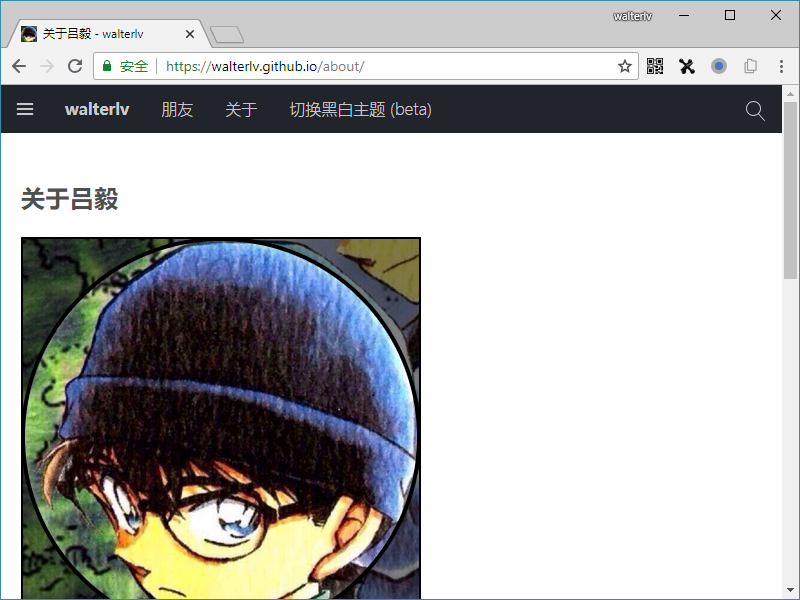 walterlv
关于吕毅 - walterlv
安全 https://walterlv.github.io/about/
walterlv 朋友 关于 切换黑白主题 (beta)
关于吕毅